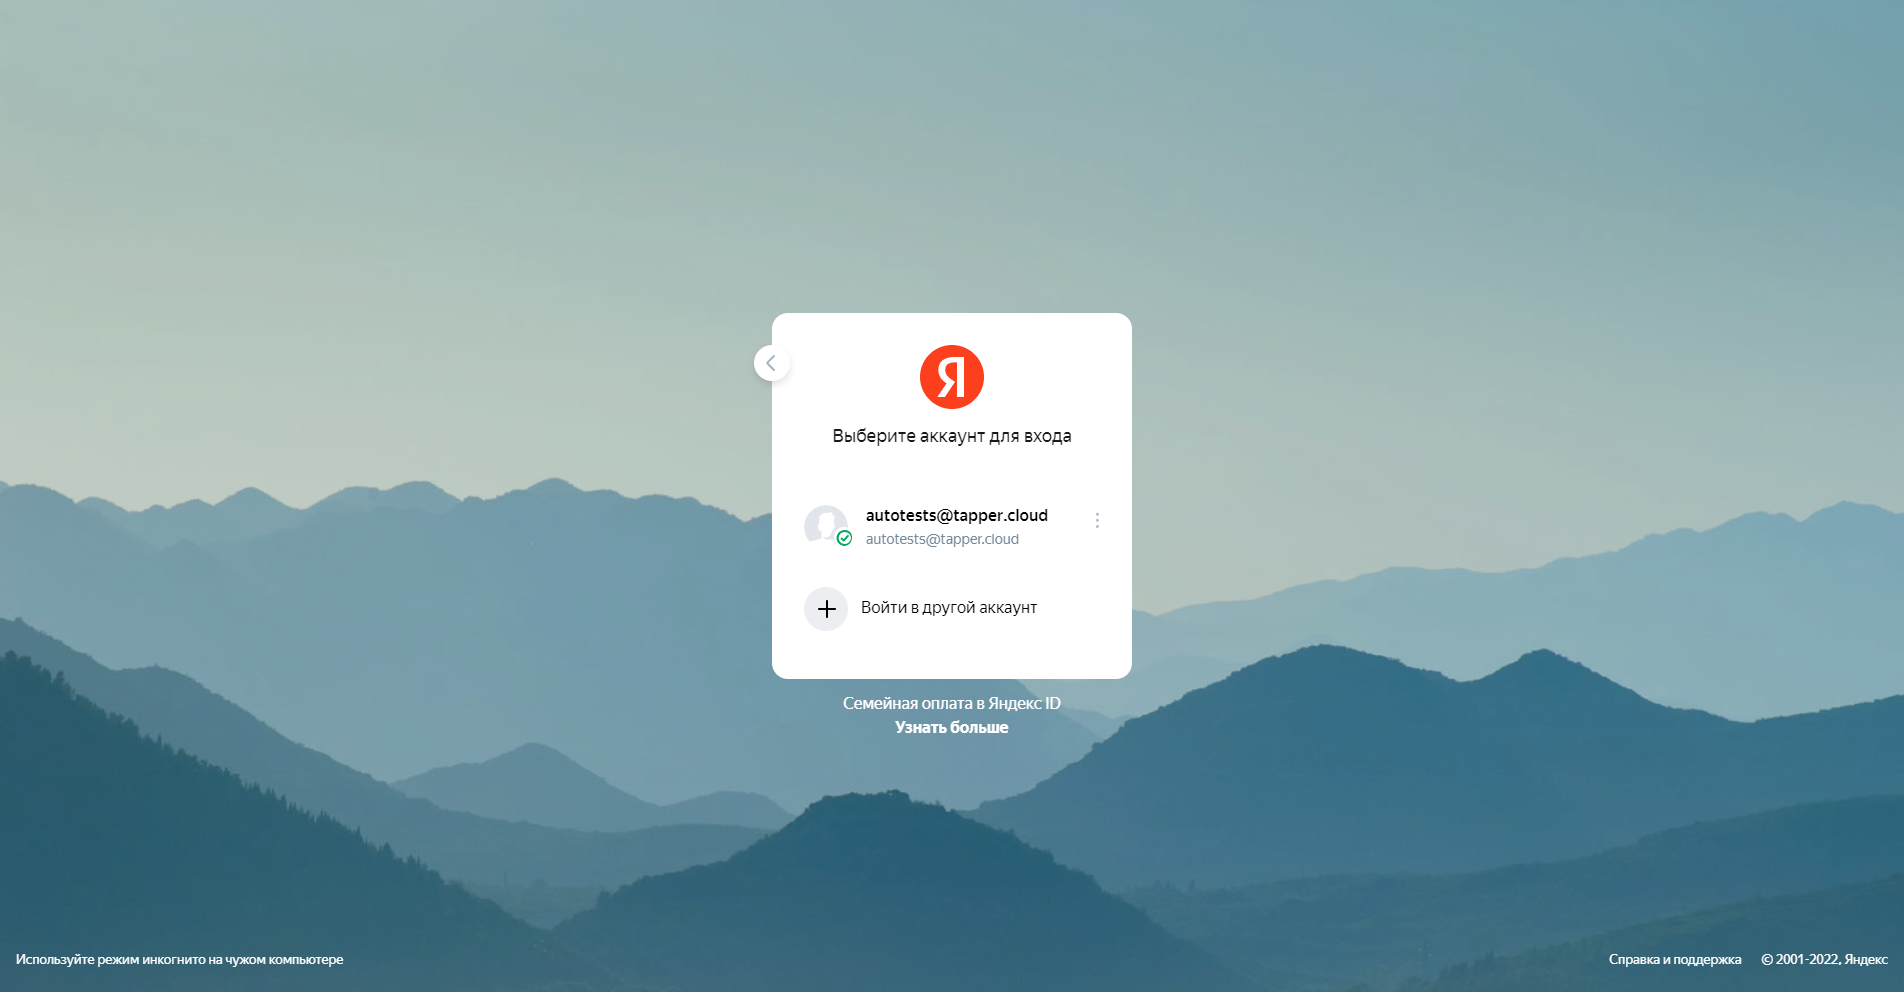 Я
Выберите аккаунт для входа
autotests@tapper.cloud
autotests@tapper.cloud
Войти в другой аккаунт
Семейная оплата в Яндекс ID
Узнать больше
Используйте режим инкогнито на чужом компьютере
Справка и поддержка
© 2001-2022, Яндекс